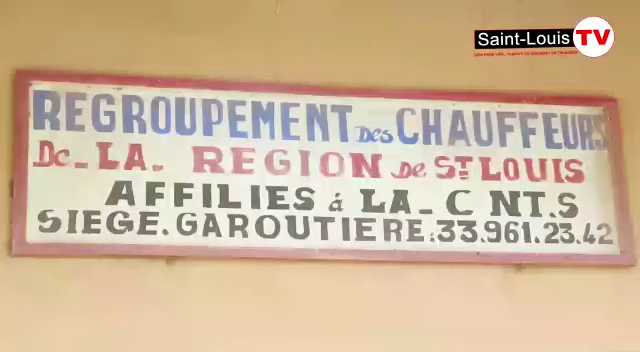 Saint-Louis TV
REGROUPEMENT Des CHAUFFEURS
De_LA_ REGION de ST LOUIS
AFFILIES á LA_C NT.S
SIEGE.GAROUTIERE:33.961.23.42